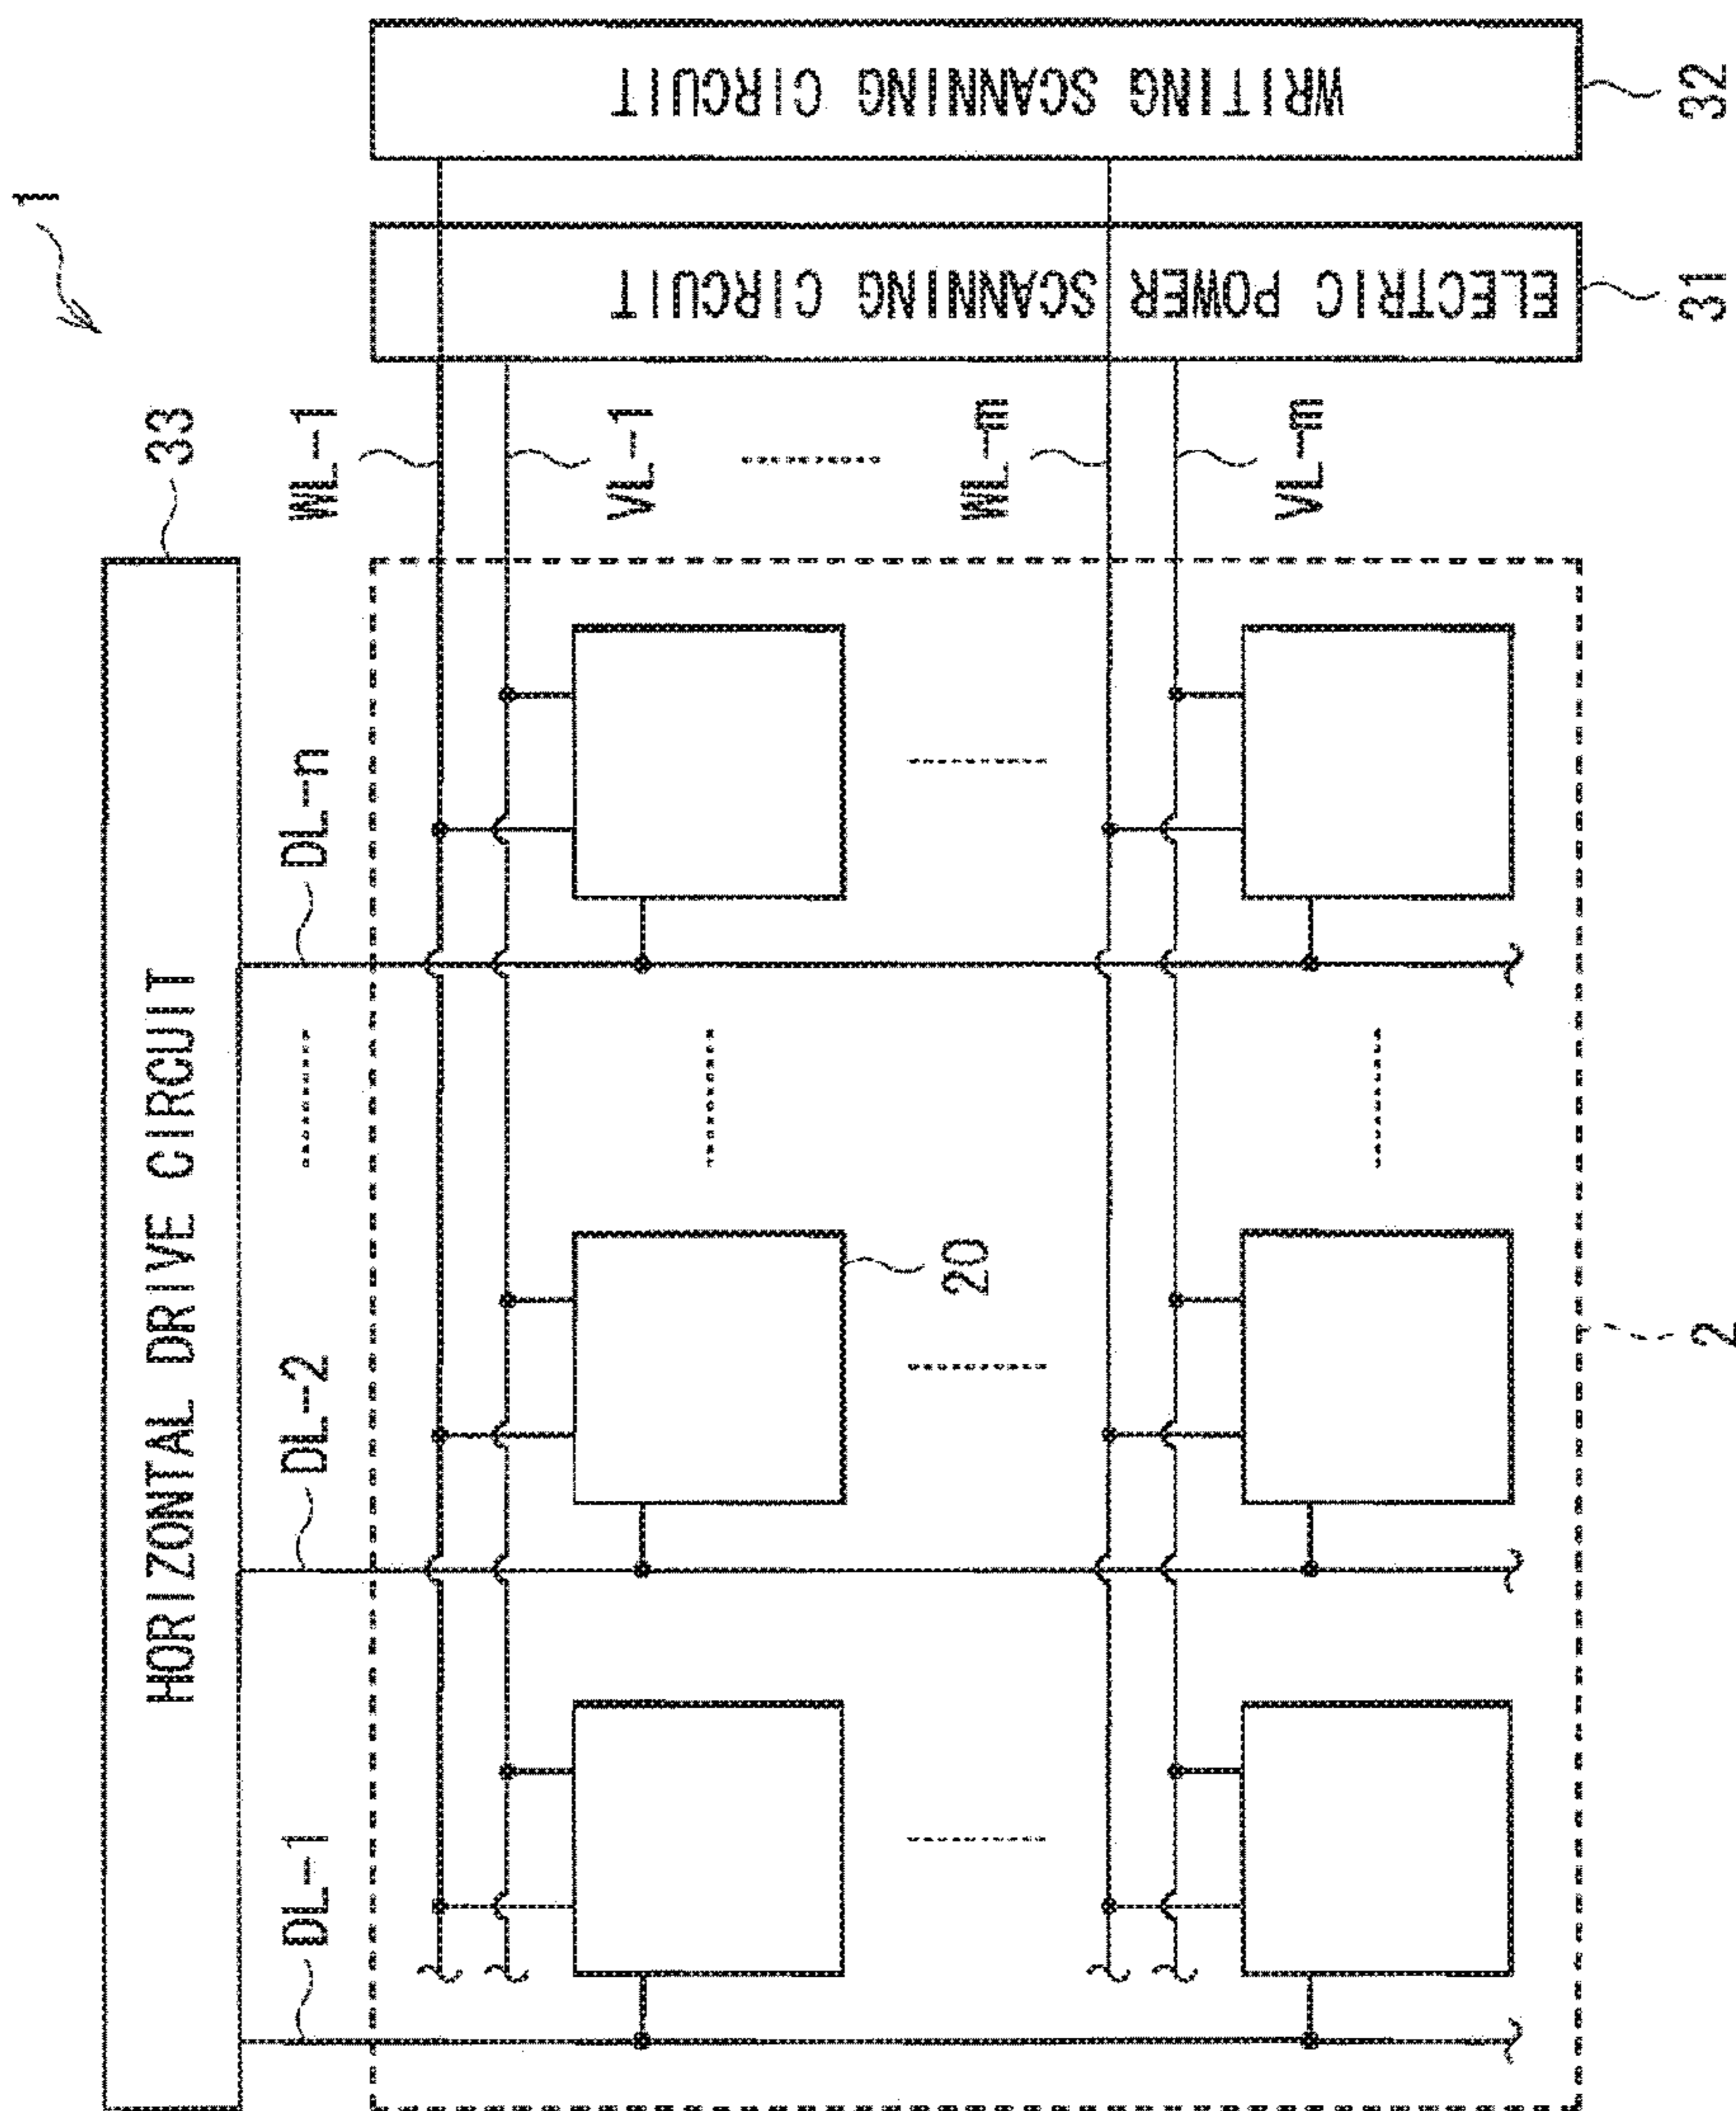 1
HORIZONTAL DRIVE CIRCUIT
33
DL-1
DL-2
DL-n
WL-1
VL-1
WL-m
VL-m
20
2
ELECTRIC POWER SCANNING CIRCUIT
31
WRITING SCANNING CIRCUIT
32